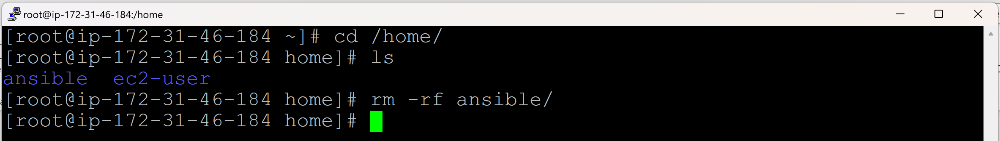 root@ip-172-31-46-184:/home
[root@ip-172-31-46-184 ~]# cd /home/
[root@ip-172-31-46-184 home]# ls
ansible  ec2-user
[root@ip-172-31-46-184 home]# rm -rf ansible/
[root@ip-172-31-46-184 home]#